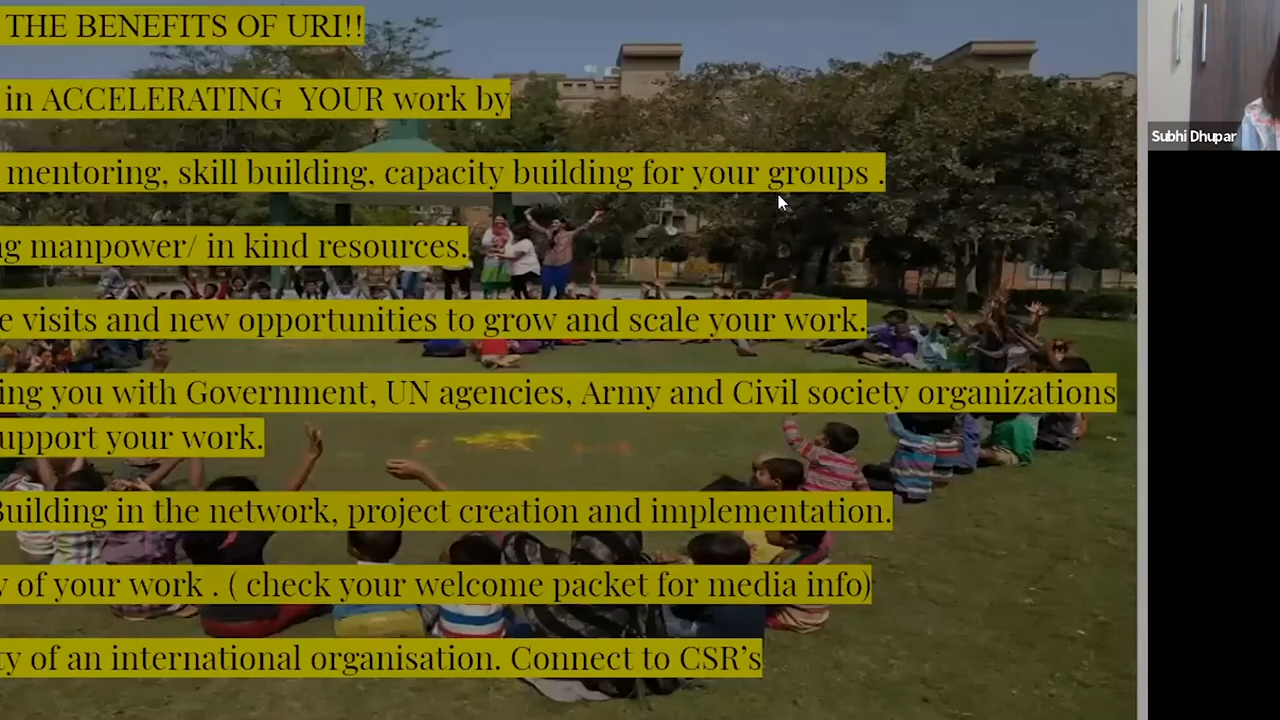 THE BENEFITS OF URI!!
in ACCELERATING YOUR work by
mentoring, skill building, capacity building for your groups .
manpower/ in kind resources.
visits and new opportunities to grow and scale your work.
you with Government, UN agencies, Army and Civil society organizations
your work.
Building in the network, project creation and implementation.
of your work . ( check your welcome packet for media info)
of an international organisation. Connect to CSR’s
Subhi Dhupar